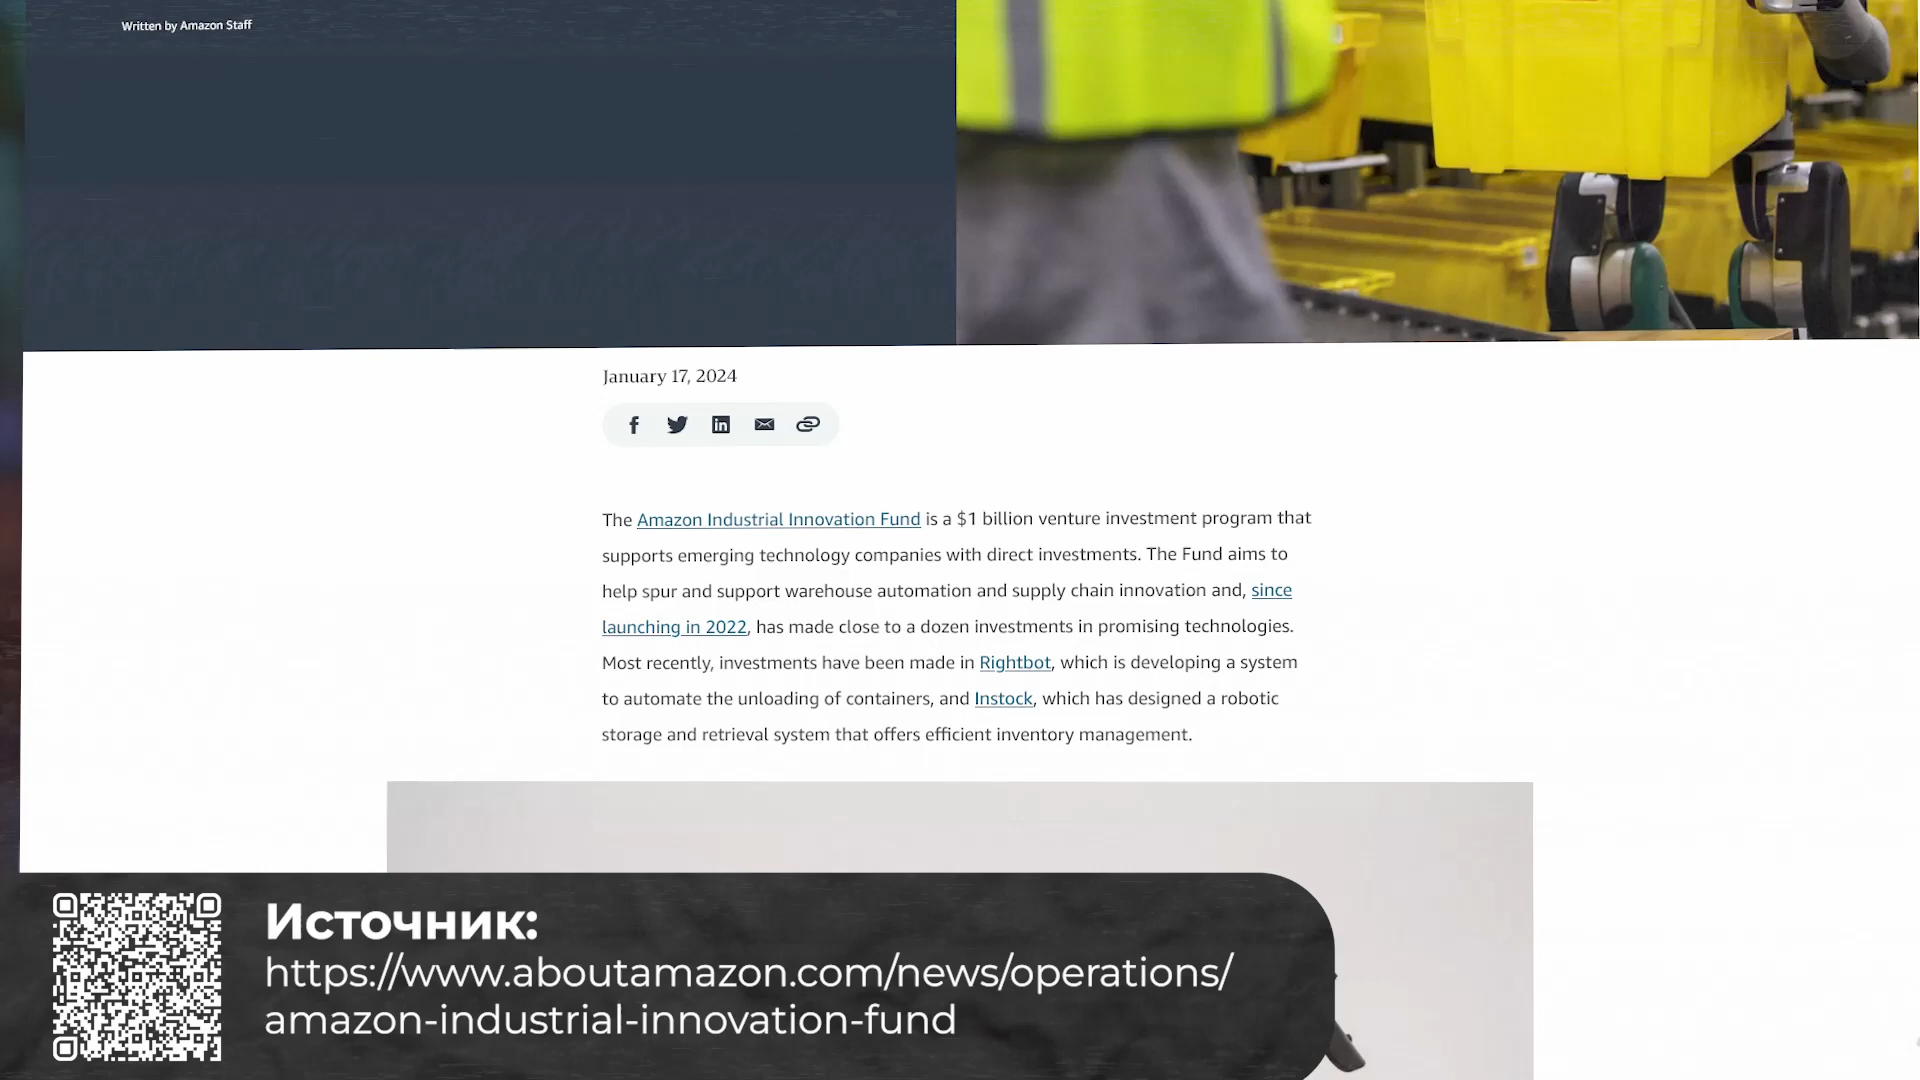 Written by Amazon Staff
January 17, 2024
The Amazon Industrial Innovation Fund is a $1 billion venture investment program that
supports emerging technology companies with direct investments. The Fund aims to
help spur and support warehouse automation and supply chain innovation and, since
launching in 2022, has made close to a dozen investments in promising technologies.
Most recently, investments have been made in Rightbot, which is developing a system
to automate the unloading of containers, and Instock, which has designed a robotic
storage and retrieval system that offers efficient inventory management.
Источник:
https://www.aboutamazon.com/news/operations/
amazon-industrial-innovation-fund